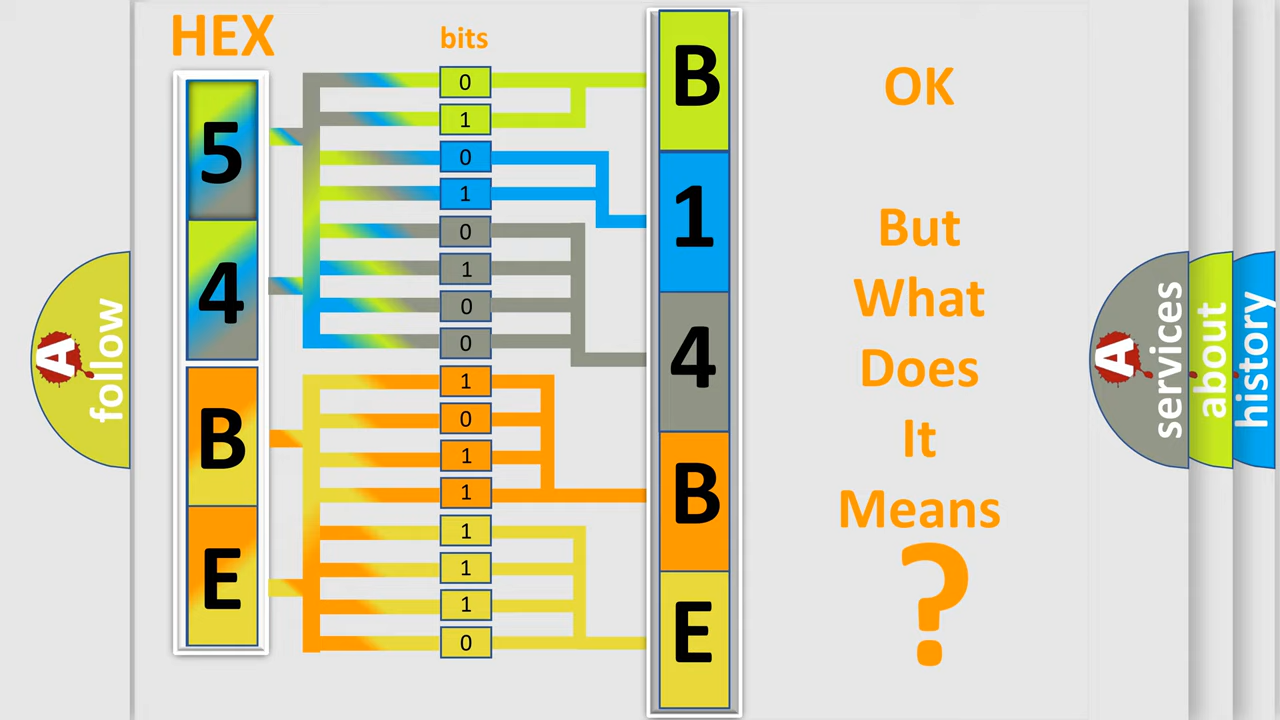 HEX
bits
5
4
B
E
0
1
0
1
0
1
0
0
1
0
1
1
1
1
1
0
B
1
4
B
E
OK
But
What
Does
It
Means
?
A
follow
A
services
about
history